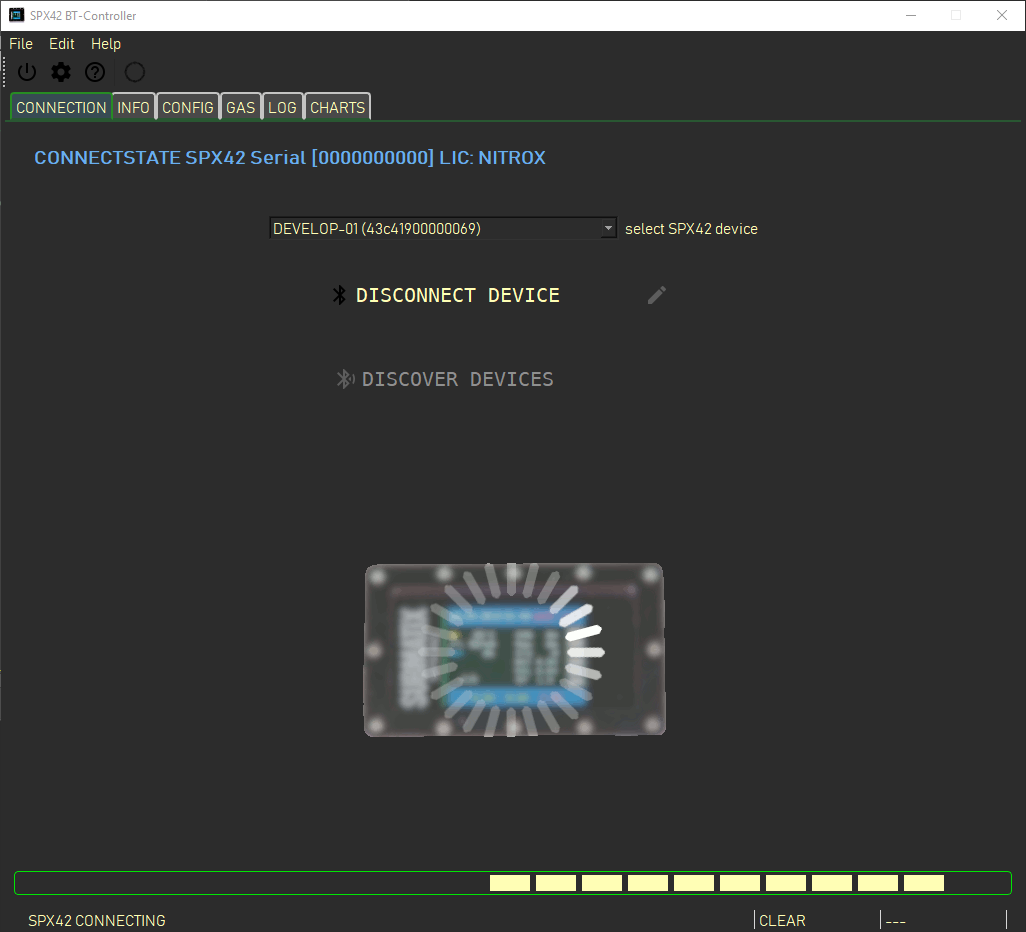 SPX42 BT-Controller
File Edit Help
CONNECTION INFO CONFIG GAS LOG CHARTS
CONNECTSTATE SPX42 Serial [0000000000] LIC: NITROX
DEVELOP-01 (43c41900000069) select SPX42 device
DISCONNECT DEVICE
DISCOVER DEVICES
SPX42 CONNECTING CLEAR ---